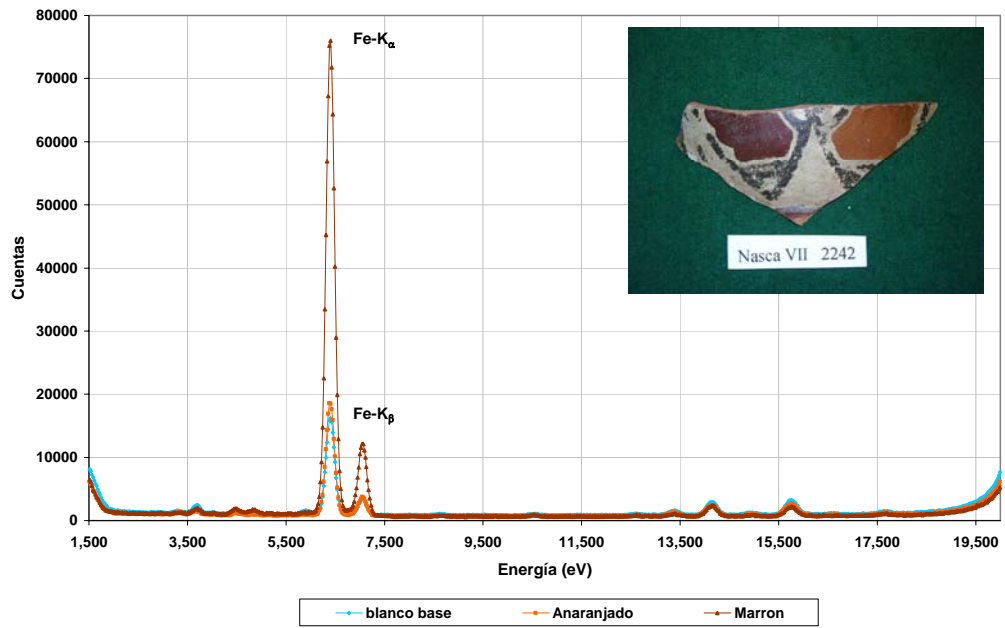 80000
70000
60000
50000
40000
30000
20000
10000
0
Cuentas
Fe-Kα
Fe-Kβ
Nasca VII 2242
1,500 3,500 5,500 7,500 9,500 11,500 13,500 15,500 17,500 19,500
Energía (eV)
blanco base Anaranjado Marron